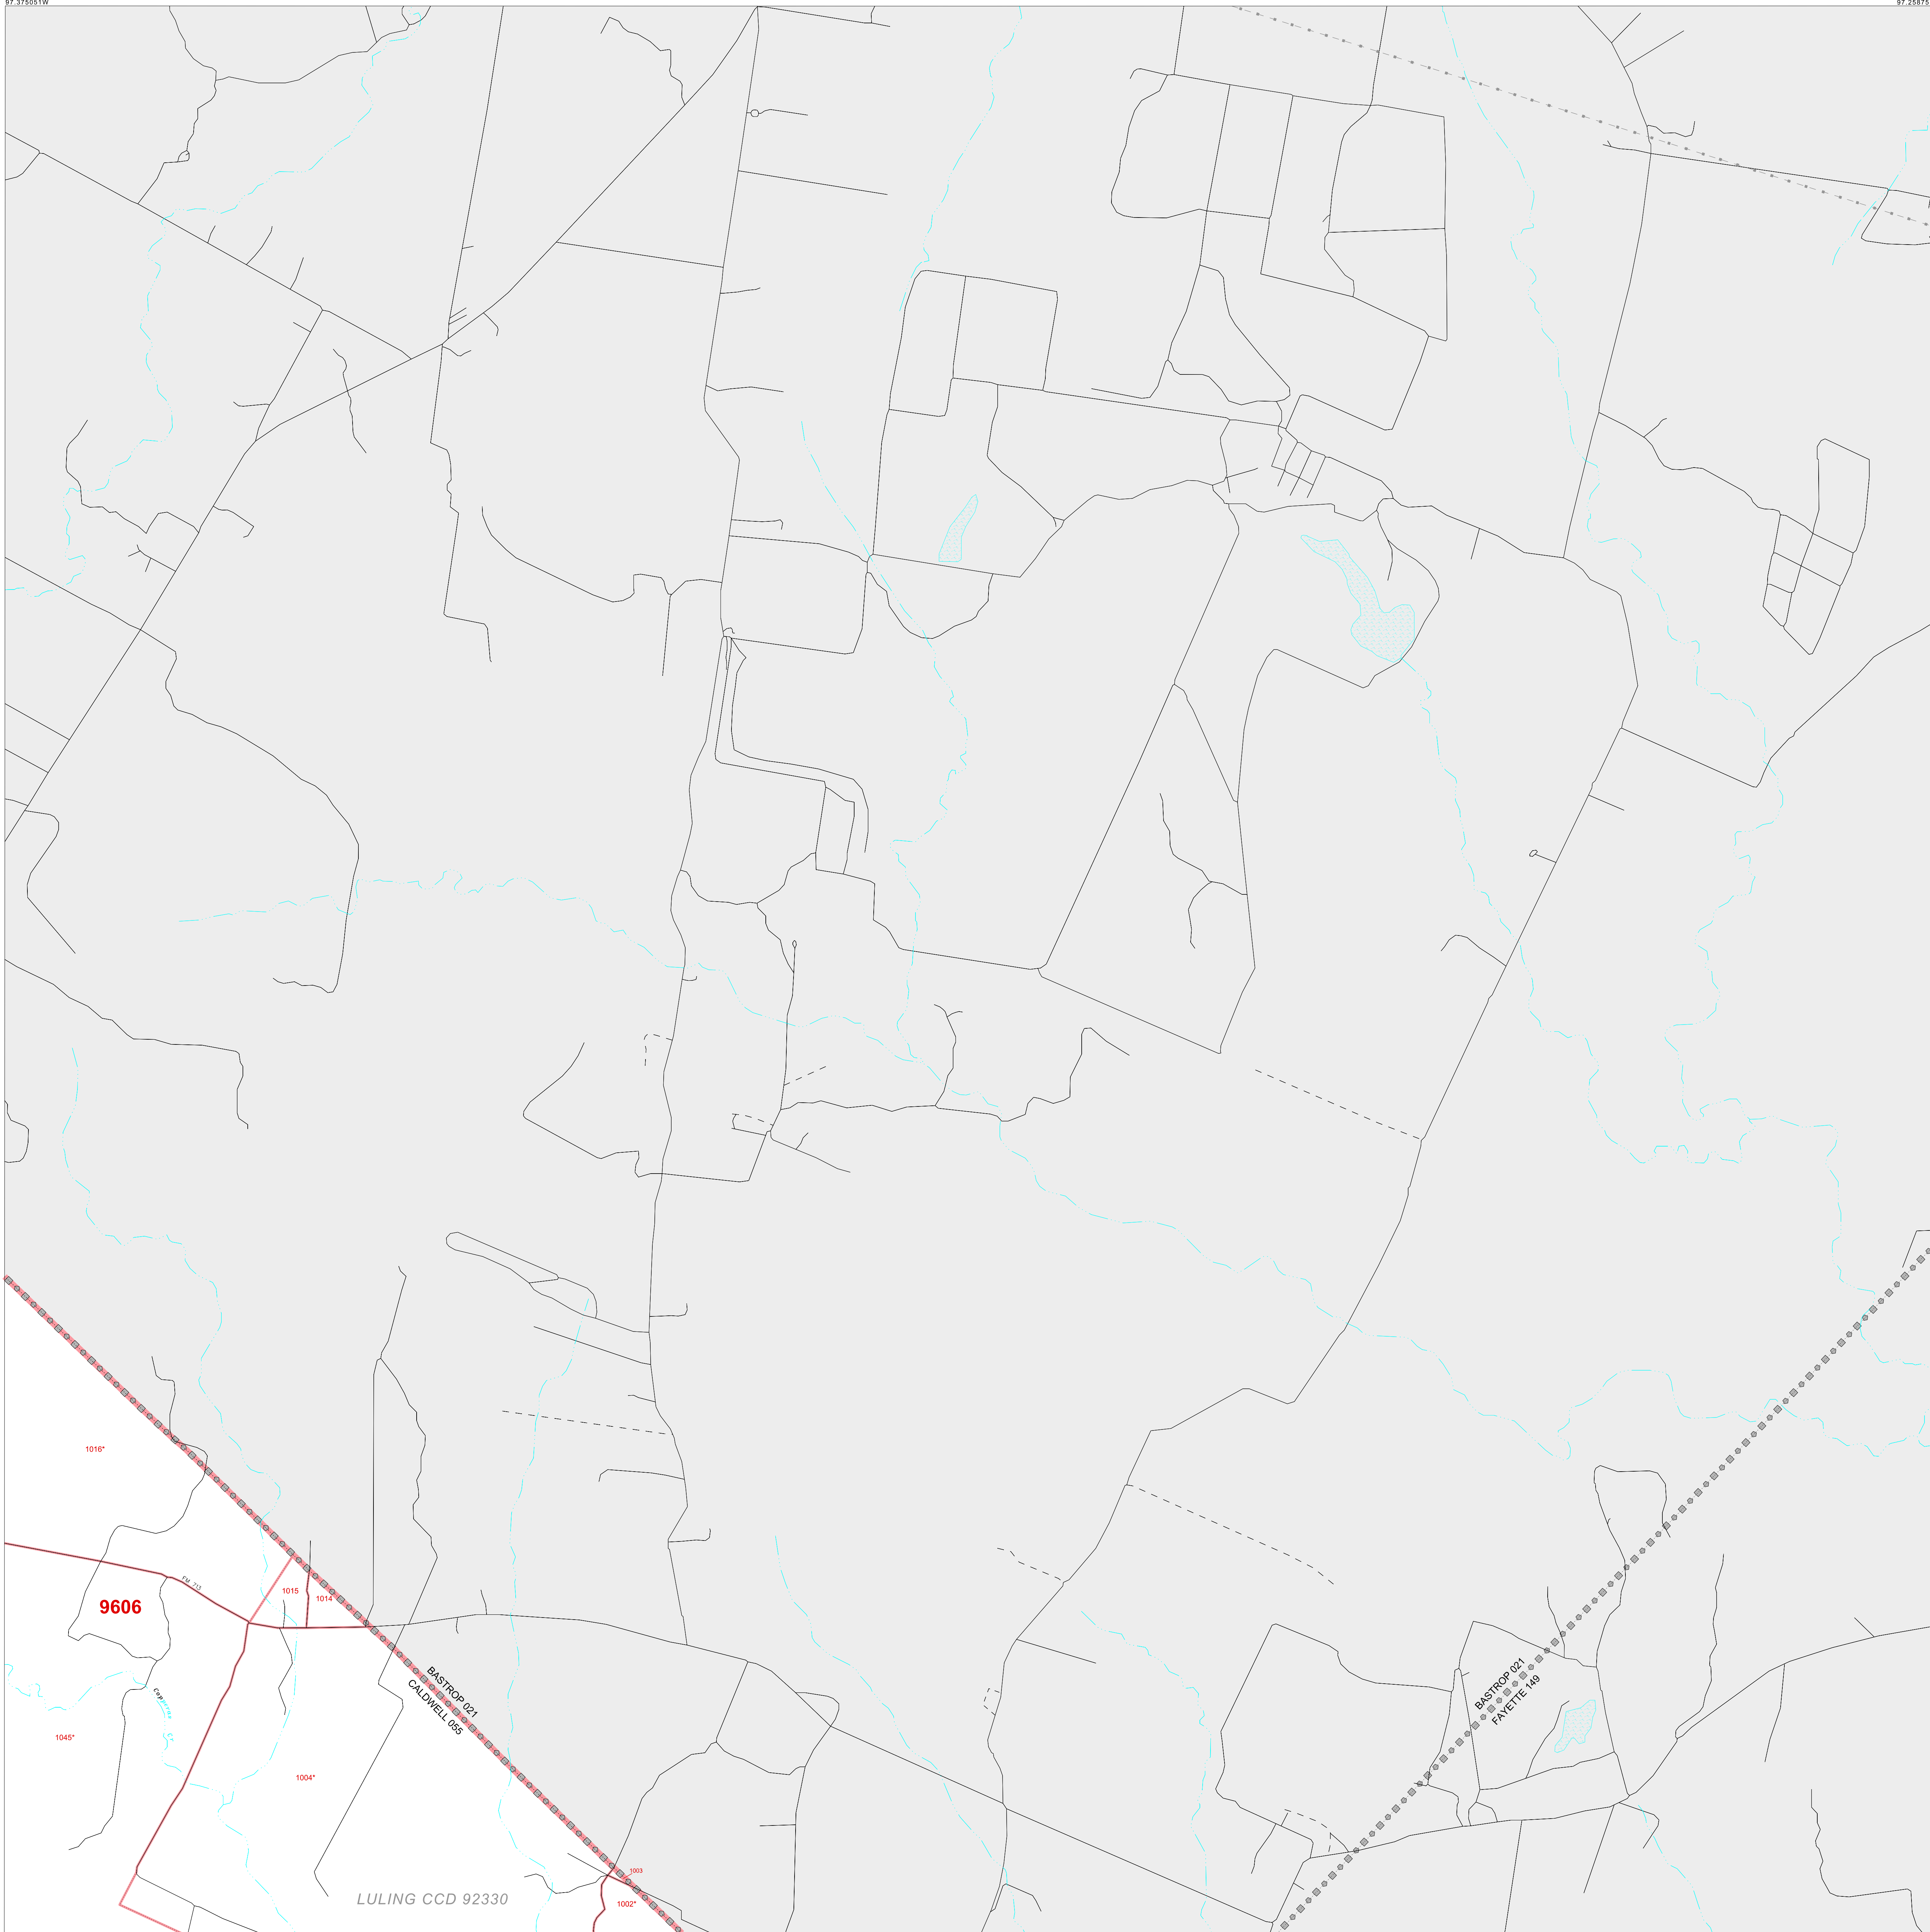 97.375051W
97.25875
1016*
FM 713
9606
1015
1014
BASTROP 021
CALDWELL 055
BASTROP 021
FAYETTE 149
1045*
1004*
1003
1002*
LULING CCD 92330